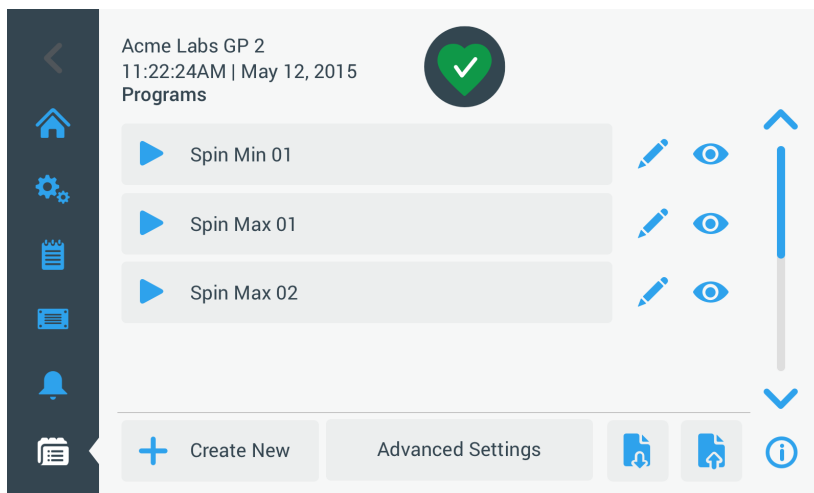 Acme Labs GP 2
11:22:24AM | May 12, 2015
Programs
Spin Min 01
Spin Max 01
Spin Max 02
Create New
Advanced Settings